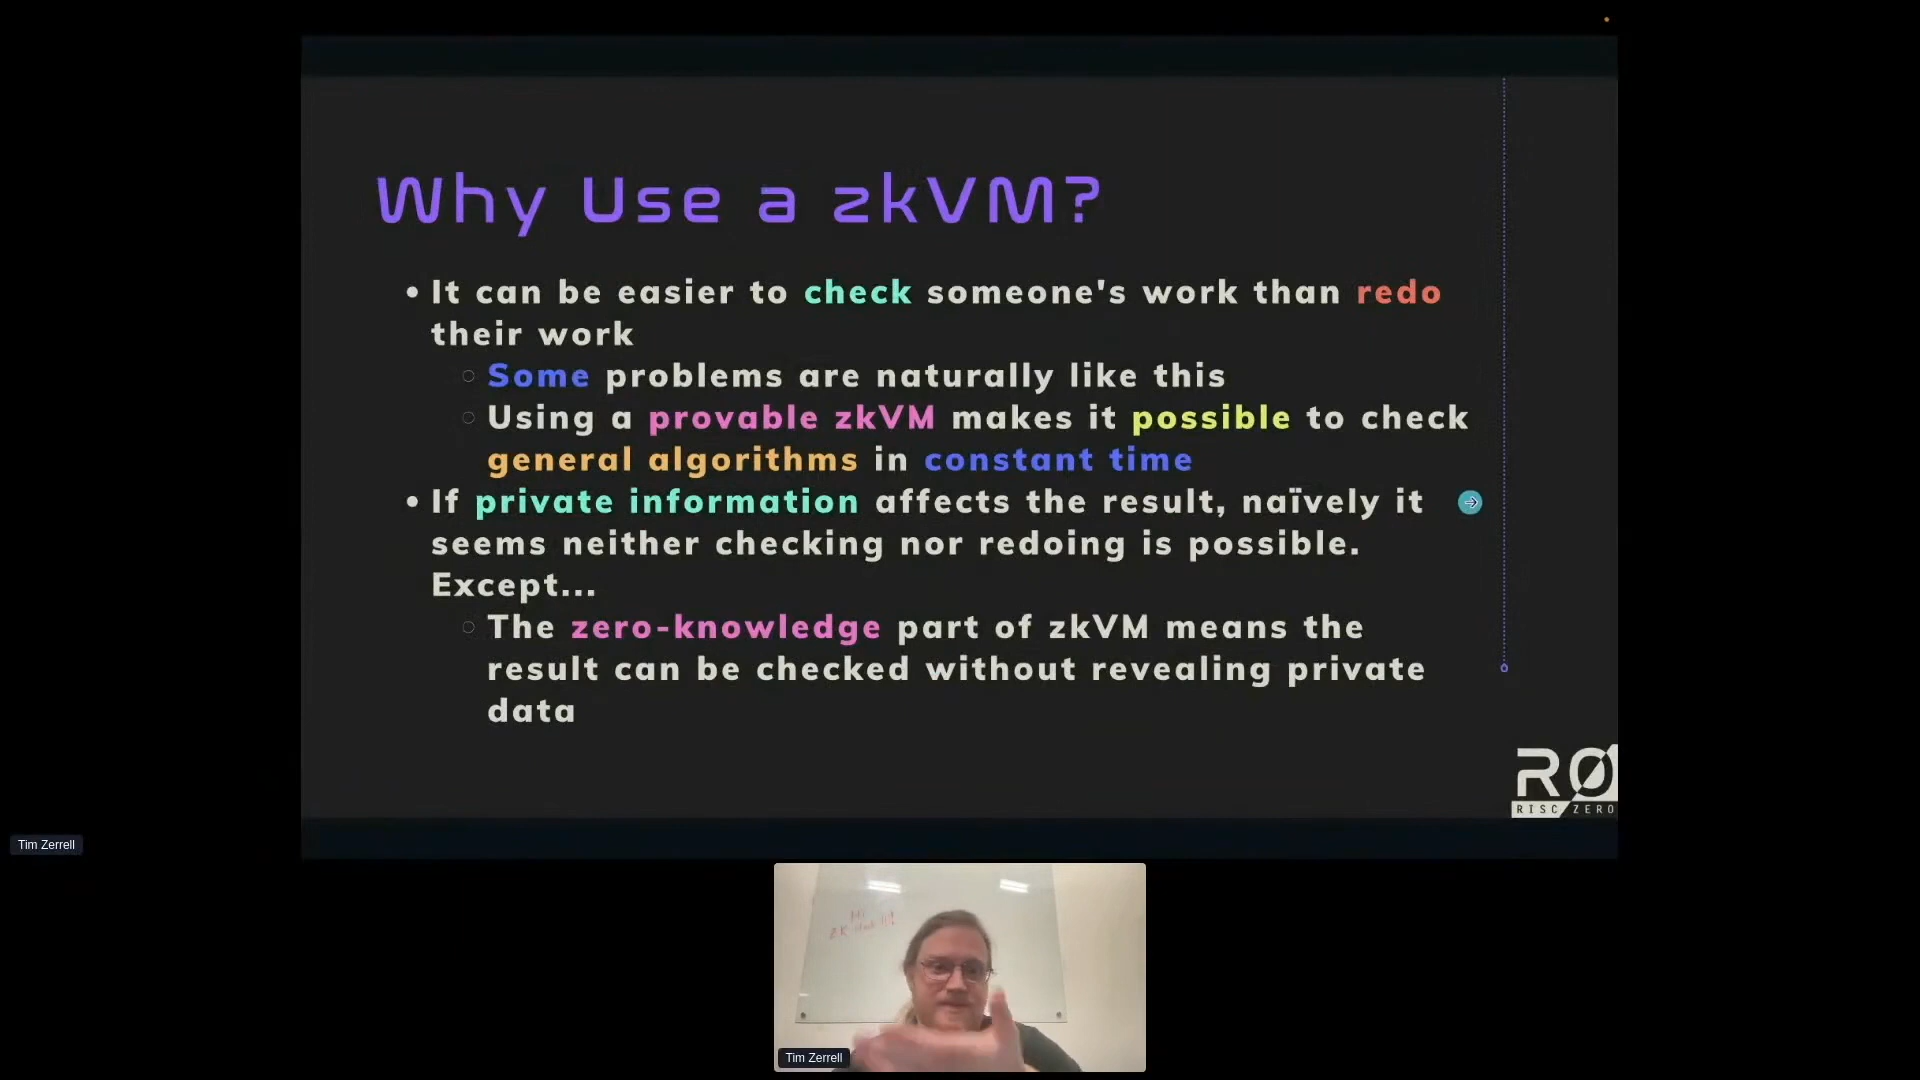 Why Use a zkVM?
It can be easier to check someone's work than redo
their work
Some problems are naturally like this
Using a provable zkVM makes it possible to check
general algorithms in constant time
If private information affects the result, naïvely it
seems neither checking nor redoing is possible.
Except...
The zero-knowledge part of zkVM means the
result can be checked without revealing private
data
RØ
RISC ZERO
Tim Zerrell
Hi
ZK
Tim Zerrell